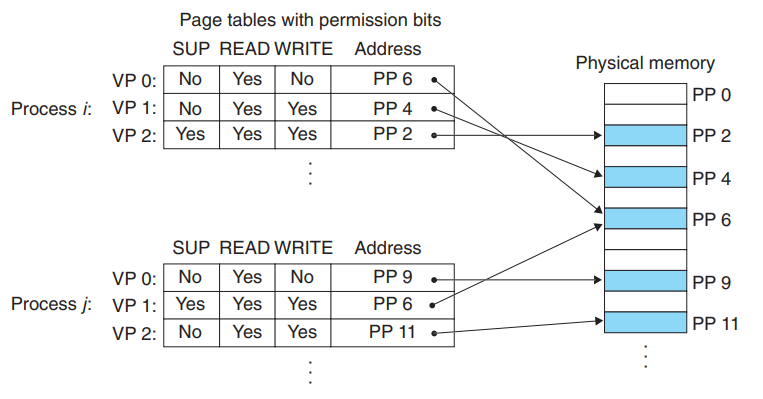 Page tables with permission bits
SUP READ WRITE Address
Physical memory
VP 0: No Yes No PP 6
PP 0
Process i: VP 1: No Yes Yes PP 4
VP 2: Yes Yes Yes PP 2
PP 2
PP 4
PP 6
SUP READ WRITE Address
VP 0: No Yes No PP 9
PP 9
Process j: VP 1: Yes Yes Yes PP 6
VP 2: No Yes Yes PP 11
PP 11